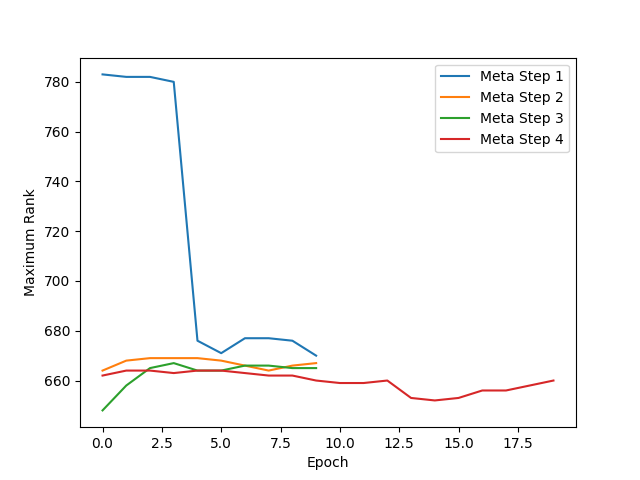 Meta Step 1
Meta Step 2
Meta Step 3
Meta Step 4
780
760
740
720
700
680
660
Maximum Rank
0.0 2.5 5.0 7.5 10.0 12.5 15.0 17.5
Epoch